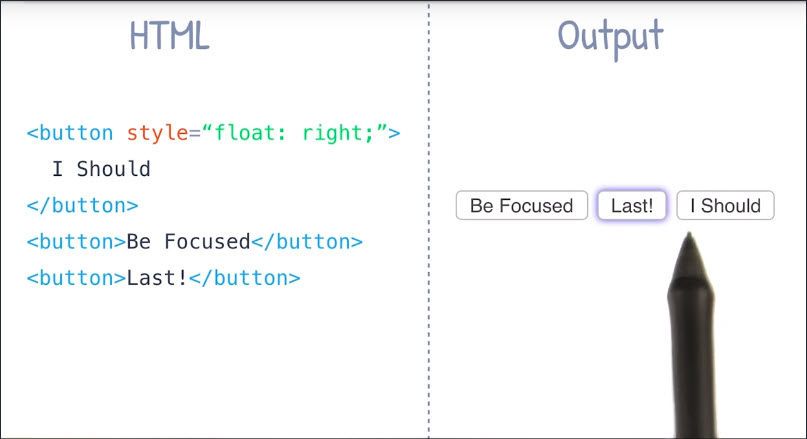 HTML
<button style=“float: right;”>
I Should
</button>
<button>Be Focused</button>
<button>Last!</button>
Output
Be Focused Last! I Should